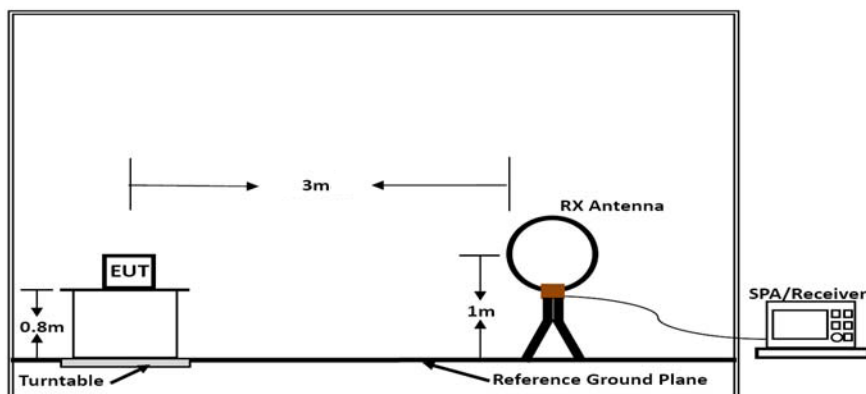 3m
RX Antenna
EUT
SPA/Receiver
0.8m
1m
Turntable
Reference Ground Plane